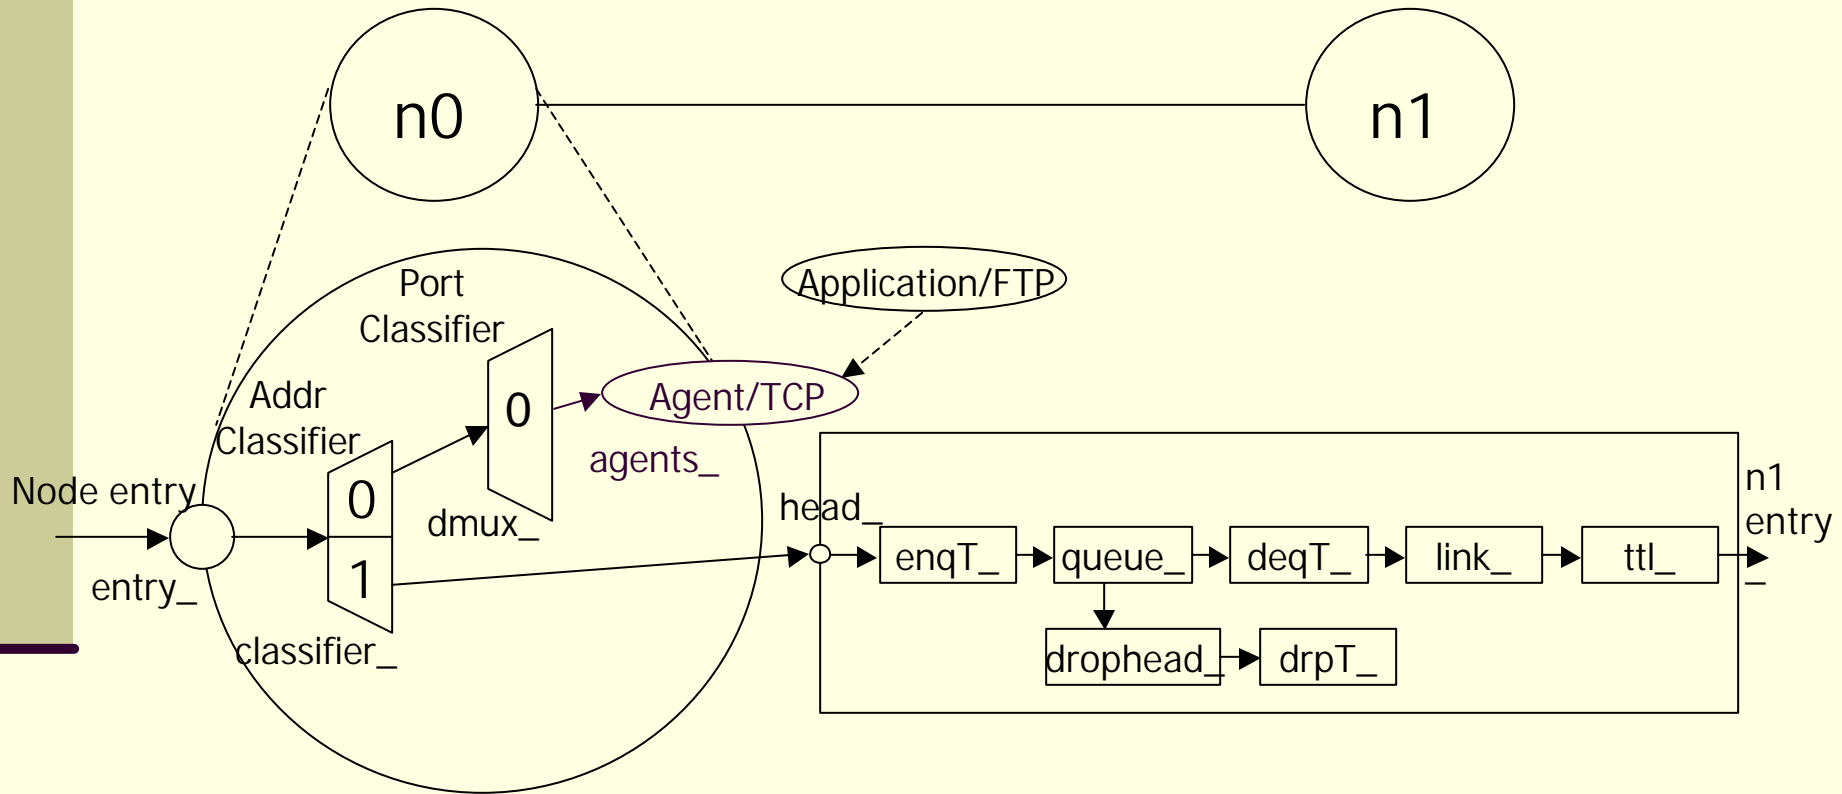 n0
n1
Port
Classifier
Application/FTP
Addr
Classifier
0
Agent/TCP
agents_
Node entry
0
dmux_
head_
n1
entry
_
1
entry_
classifier_
enqT_
queue_
deqT_
link_
ttl_
drophead_
drpT_